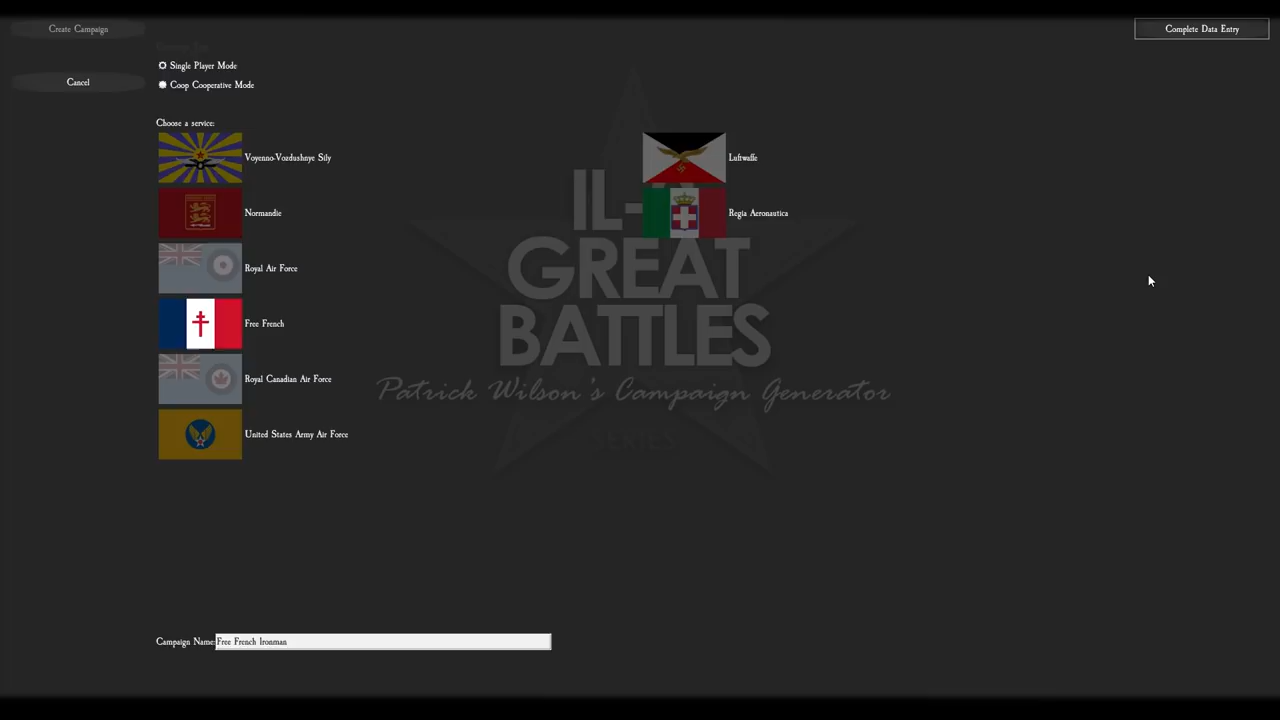 Create Campaign
Complete Data Entry
Single Player Mode
Cancel
Coop Cooperative Mode
Choose a service:
Voyenno-Vozdushnye Sily
Luftwaffe
Normandie
Regia Aeronautica
IL-
GREAT
BATTLES
Royal Air Force
Free French
Royal Canadian Air Force
Patrick Wilson's Campaign Generator
United States Army Air Force
SERIES
Campaign Name:
Free French Ironman